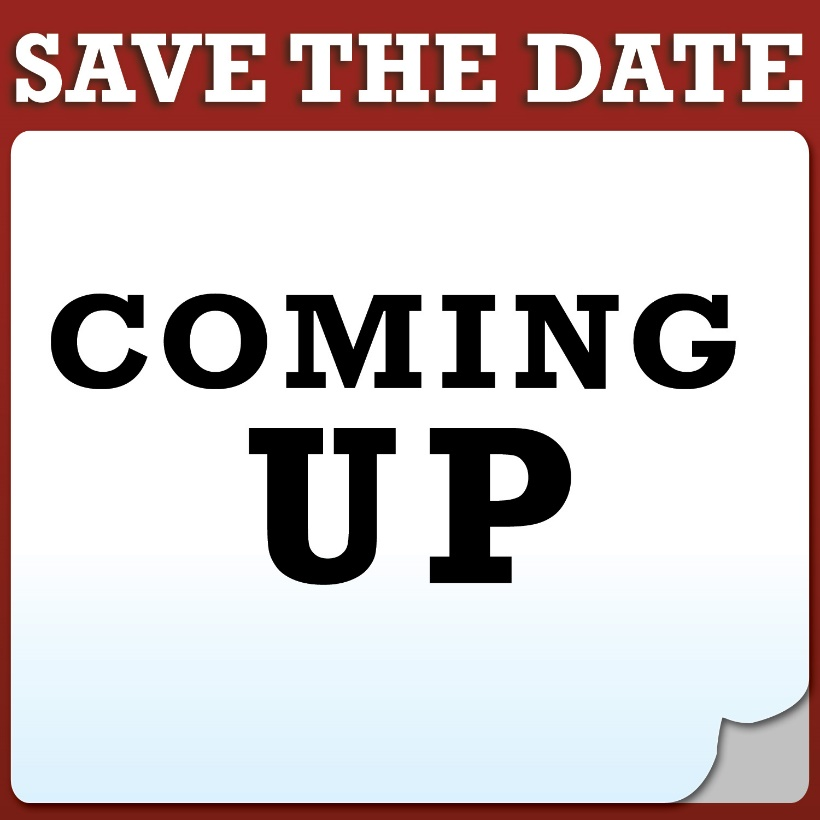 SAVE THE DATE
COMING
UP